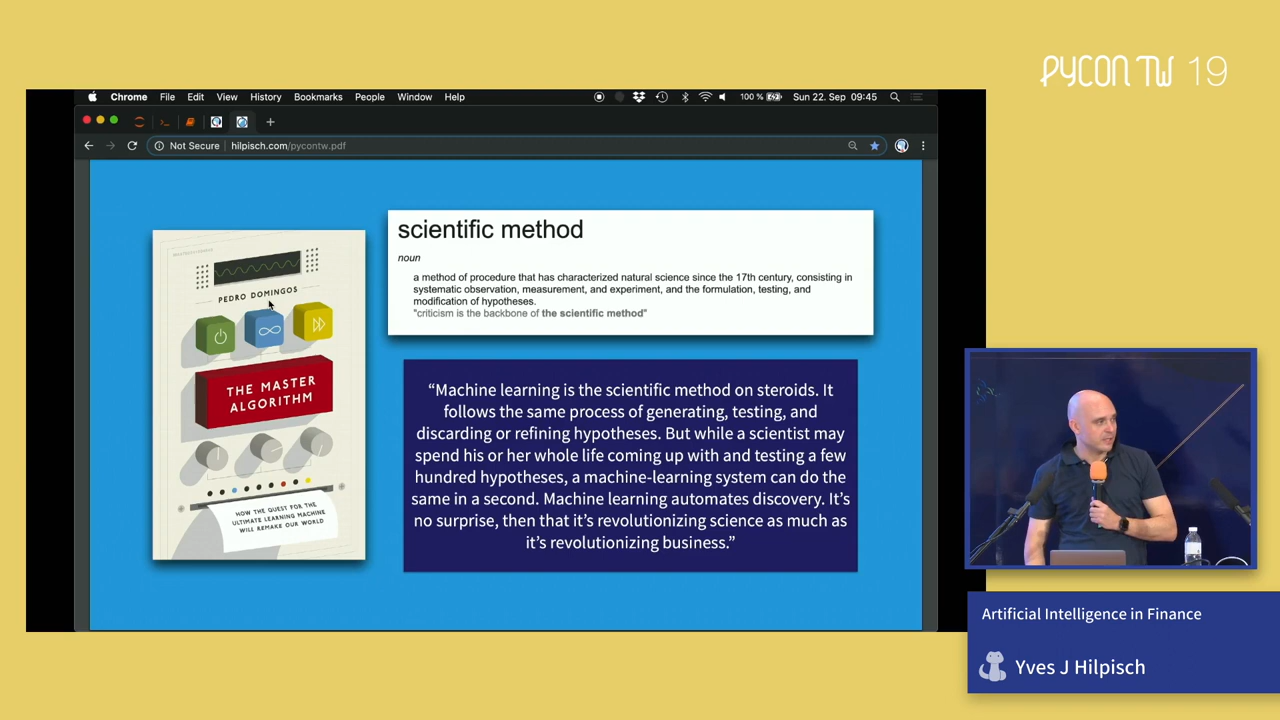 PYCON TW 19
Chrome File Edit View History Bookmarks People Window Help 100 % Sun 22. Sep 09:45
Not Secure hilpisch.com/pycontw.pdf
PEDRO DOMINGOS
THE MASTER
ALGORITHM
HOW THE QUEST FOR THE
ULTIMATE LEARNING MACHINE
WILL REMAKE OUR WORLD
scientific method
noun
a method of procedure that has characterized natural science since the 17th century, consisting in
systematic observation, measurement, and experiment, and the formulation, testing, and
modification of hypotheses.
"criticism is the backbone of the scientific method"
“Machine learning is the scientific method on steroids. It
follows the same process of generating, testing, and
discarding or refining hypotheses. But while a scientist may
spend his or her whole life coming up with and testing a few
hundred hypotheses, a machine-learning system can do the
same in a second. Machine learning automates discovery. It’s
no surprise, then that it’s revolutionizing science as much as
it’s revolutionizing business.”
Artificial Intelligence in Finance
Yves J Hilpisch